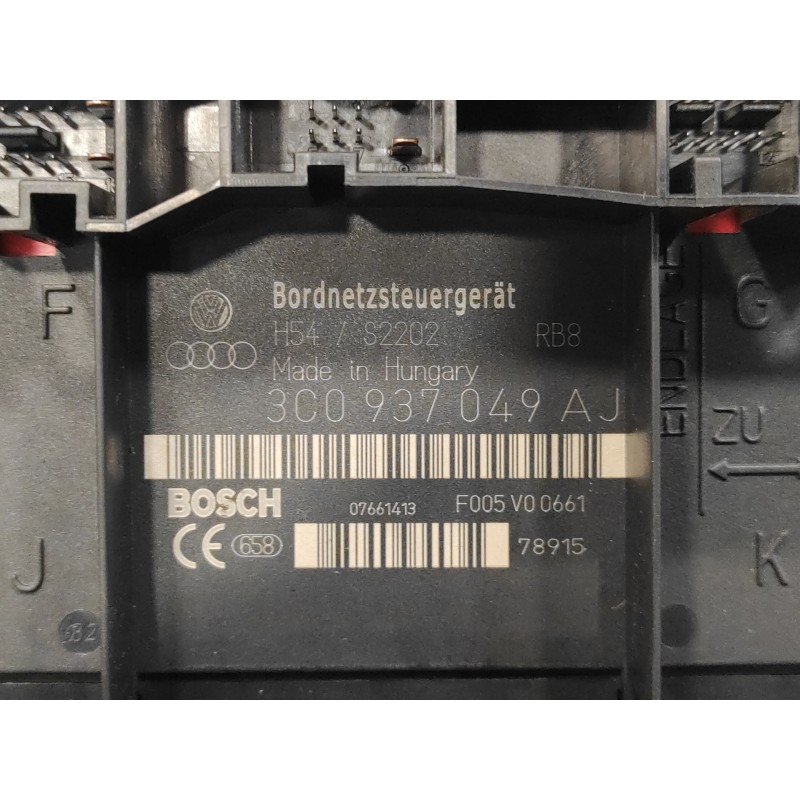 Bordnetzsteuergerät
H54 / S2202 RB8
Made in Hungary
3C0 937 049 AJ
BOSCH 07661413 F005 V0 0661
CE 658 78915
F
J
G
K
ENDLAGE
ZU